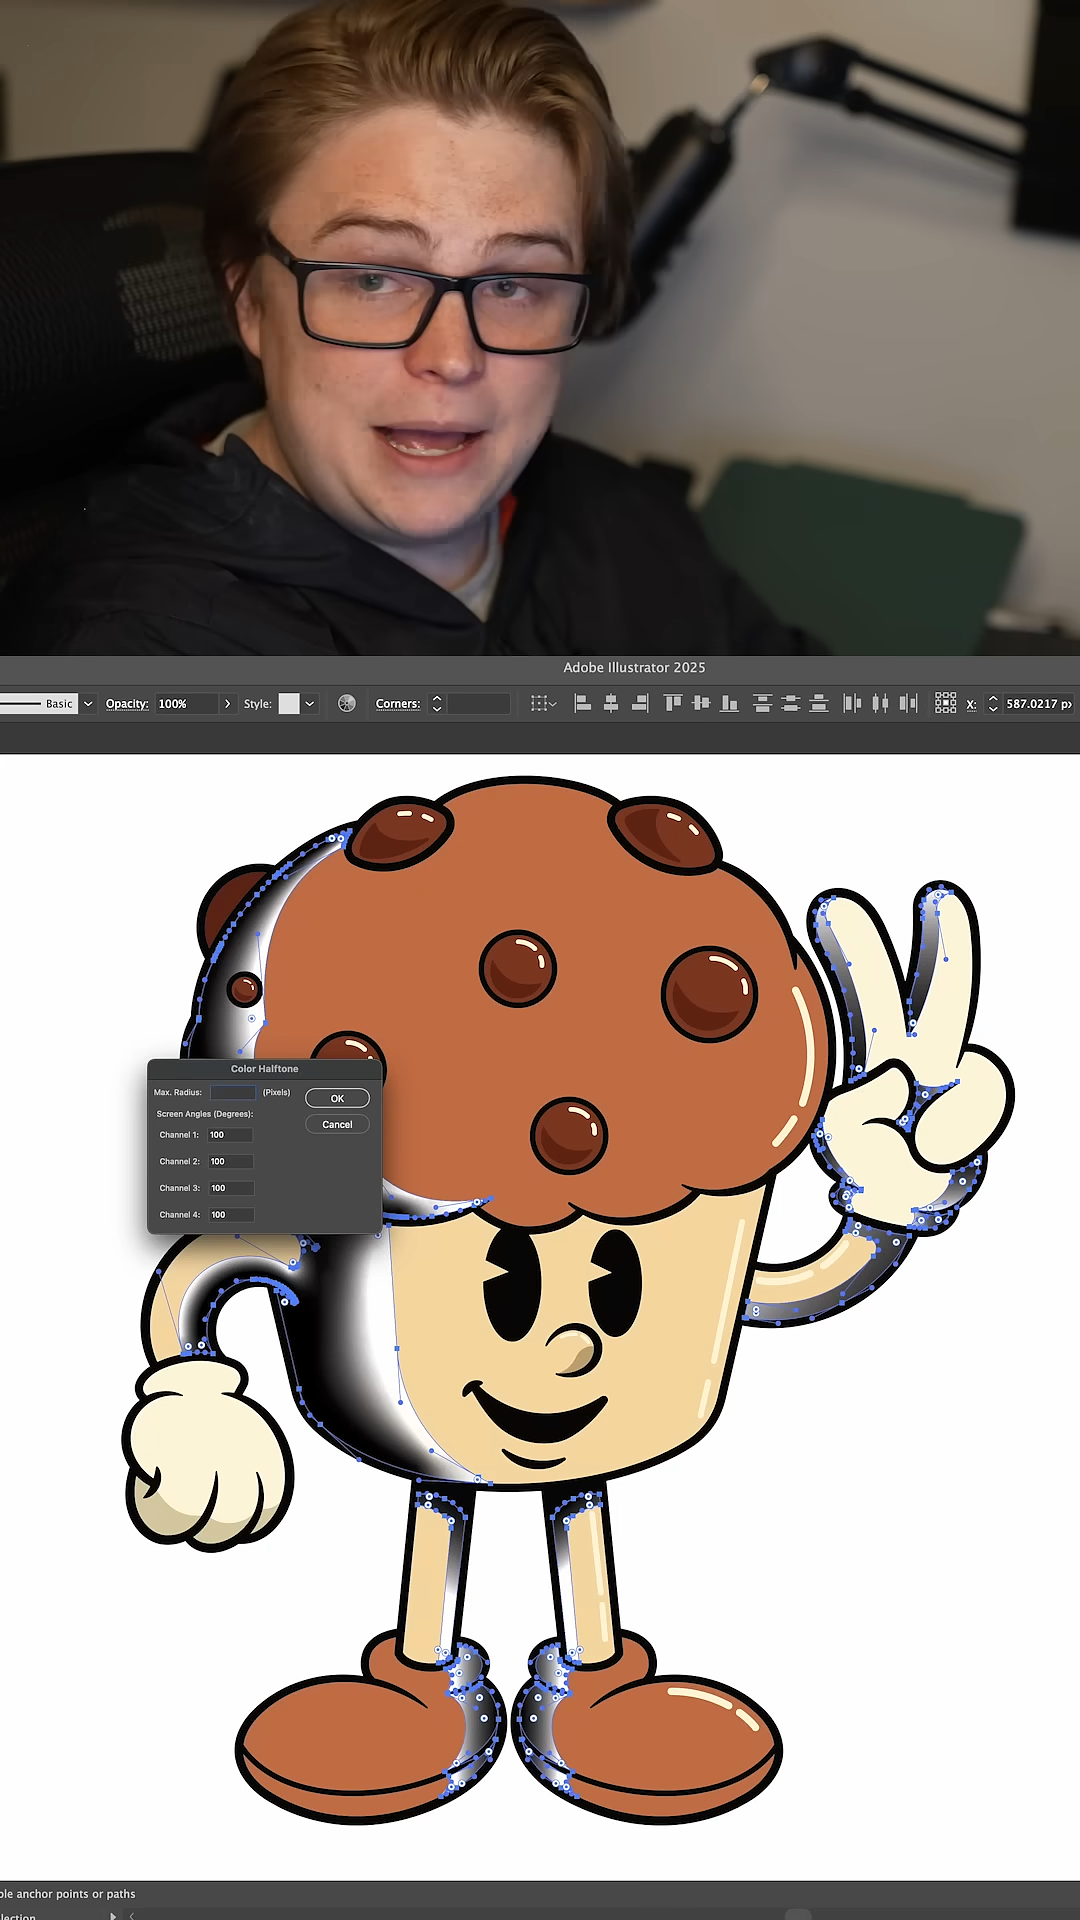 Adobe Illustrator 2025
Basic Opacity: 100% Style: Corners: X: 587.0217 px
Color Halftone
Max. Radius: (Pixels) OK
Screen Angles (Degrees):
Cancel
Channel 1: 100
Channel 2: 100
Channel 3: 100
Channel 4: 100
ble anchor points or paths
lection